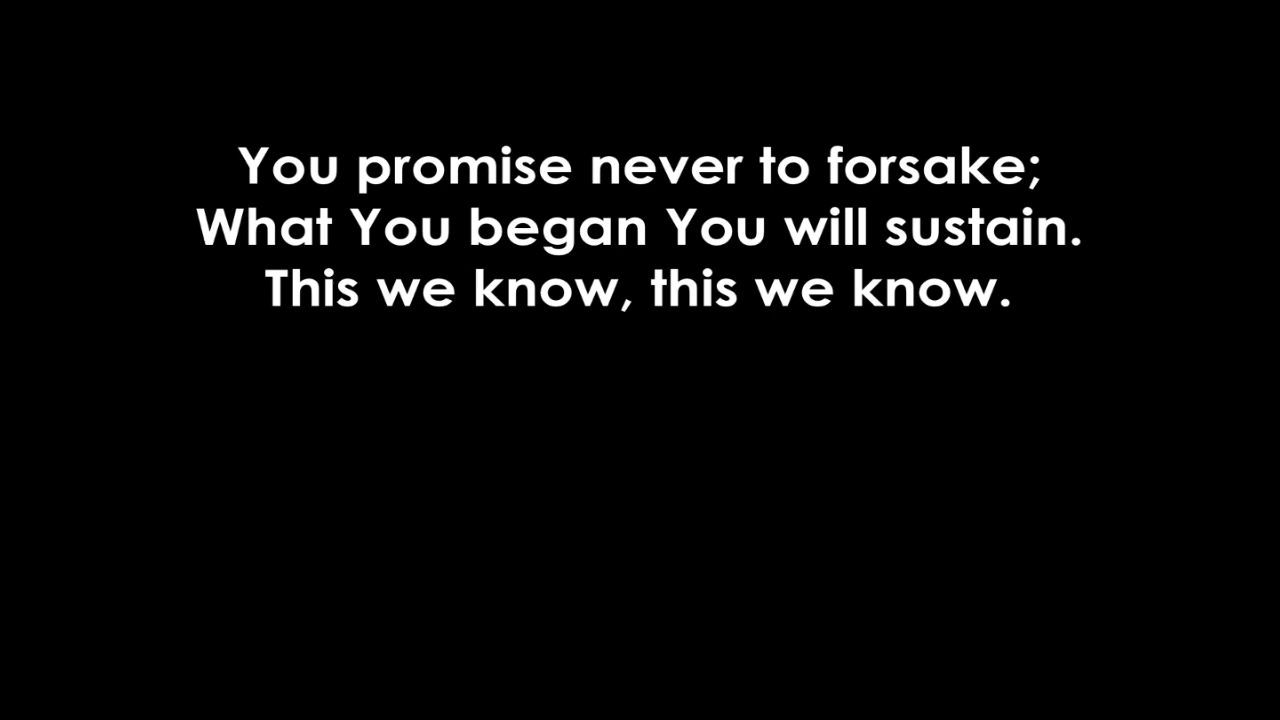 You promise never to forsake;
What You began You will sustain.
This we know, this we know.